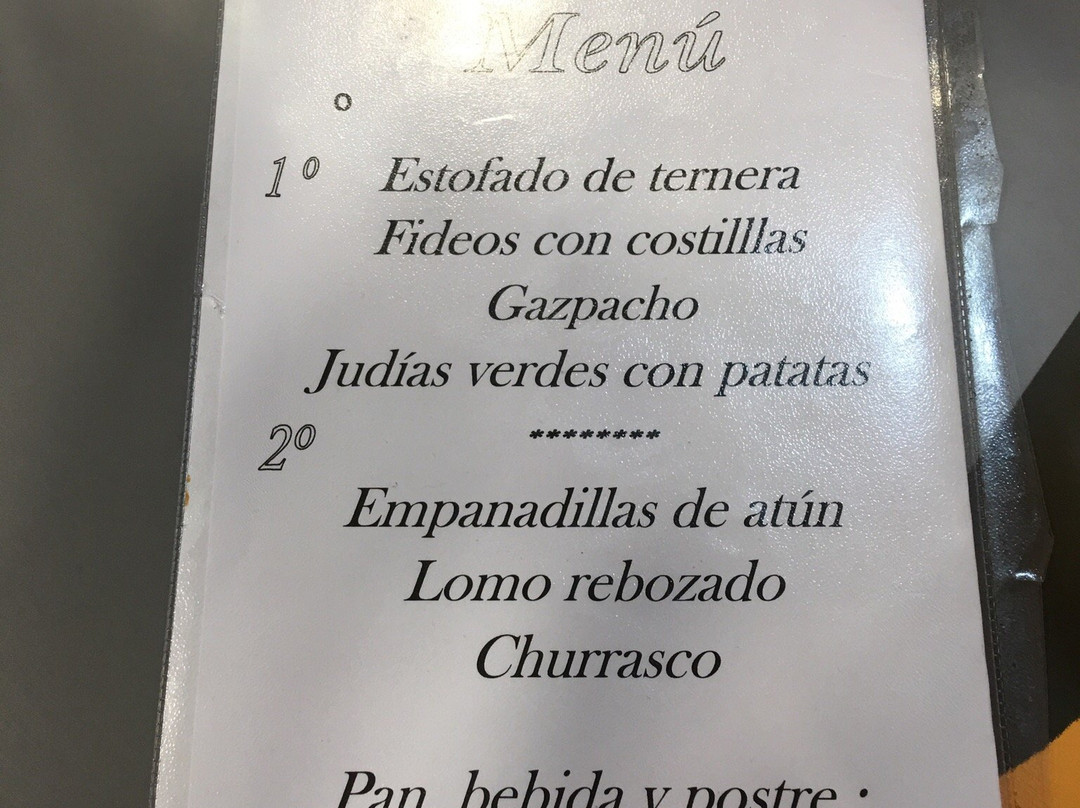 Menú
º
1º Estofado de ternera
Fideos con costilllas
Gazpacho
Judías verdes con patatas
********
2º
Empanadillas de atún
Lomo rebozado
Churrasco
Pan, bebida y postre :